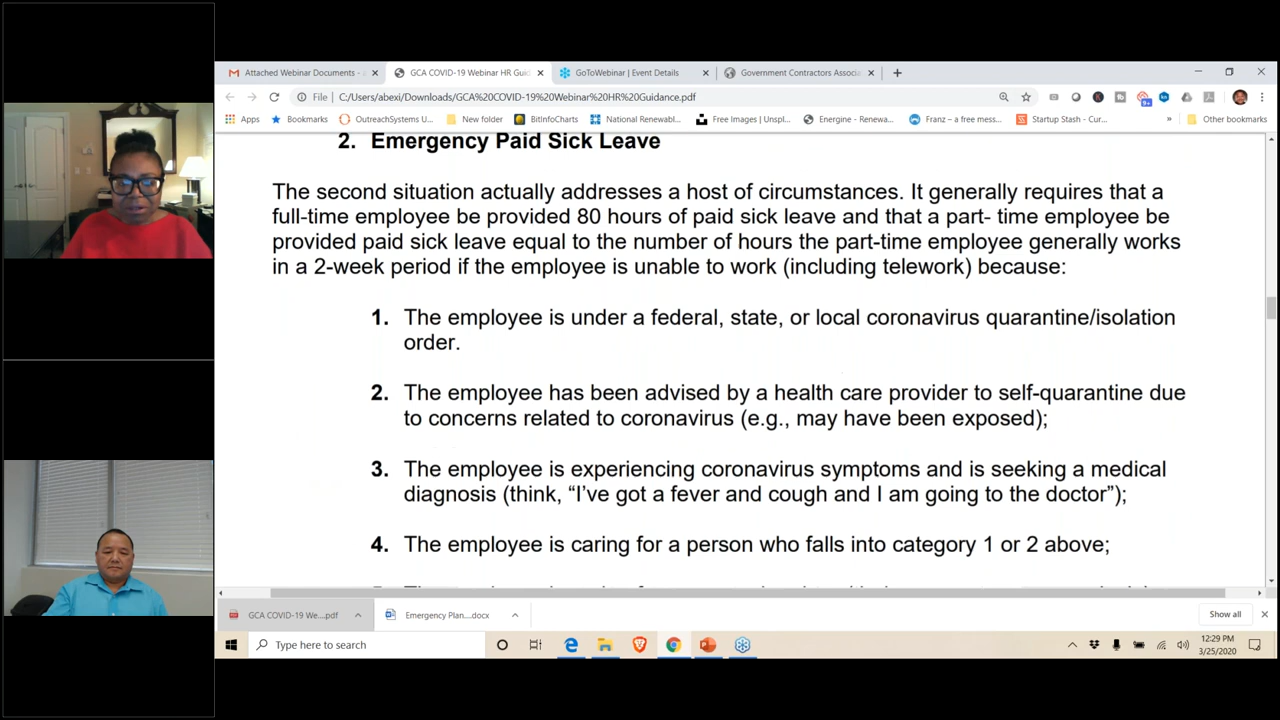 Attached Webinar Documents -
GCA COVID-19 Webinar HR Guid
GoToWebinar | Event Details
Government Contractors Associ
File
C:/Users/abexi/Downloads/GCA%20COVID-19%20Webinar%20HR%20Guidance.pdf
Apps
Bookmarks
OutreachSystems U...
New folder
BitInfoCharts
National Renewabl...
Free Images | Unspl...
Energine - Renewa...
Franz – a free mess...
Startup Stash - Cur...
»
Other bookmarks
2. Emergency Paid Sick Leave
The second situation actually addresses a host of circumstances. It generally requires that a
full-time employee be provided 80 hours of paid sick leave and that a part- time employee be
provided paid sick leave equal to the number of hours the part-time employee generally works
in a 2-week period if the employee is unable to work (including telework) because:
1. The employee is under a federal, state, or local coronavirus quarantine/isolation
order.
2. The employee has been advised by a health care provider to self-quarantine due
to concerns related to coronavirus (e.g., may have been exposed);
3. The employee is experiencing coronavirus symptoms and is seeking a medical
diagnosis (think, “I’ve got a fever and cough and I am going to the doctor”);
4. The employee is caring for a person who falls into category 1 or 2 above;
GCA COVID-19 We....pdf
Emergency Plan....docx
Show all
Type here to search
12:29 PM
3/25/2020